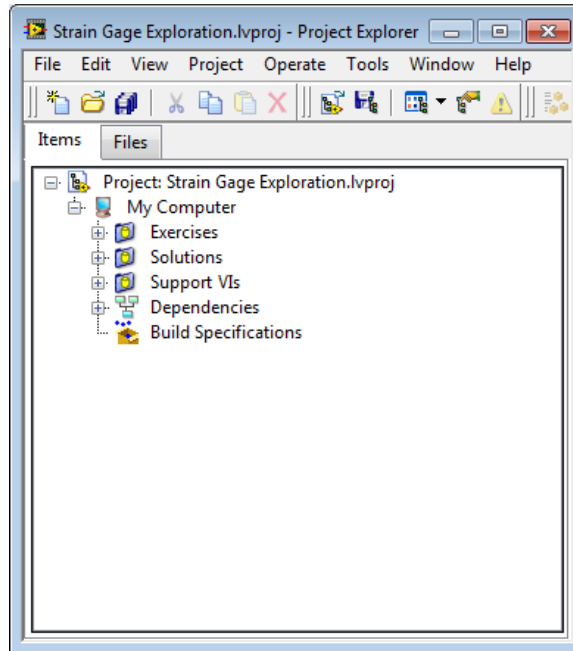 Strain Gage Exploration.lvproj - Project Explorer
File Edit View Project Operate Tools Window Help
Items Files
Project: Strain Gage Exploration.lvproj
My Computer
Exercises
Solutions
Support VIs
Dependencies
Build Specifications